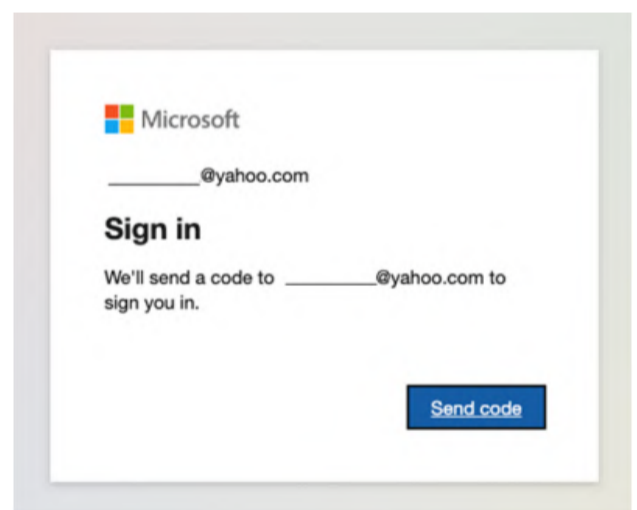 Microsoft
_________@yahoo.com
Sign in
We'll send a code to _________@yahoo.com to
sign you in.
Send code